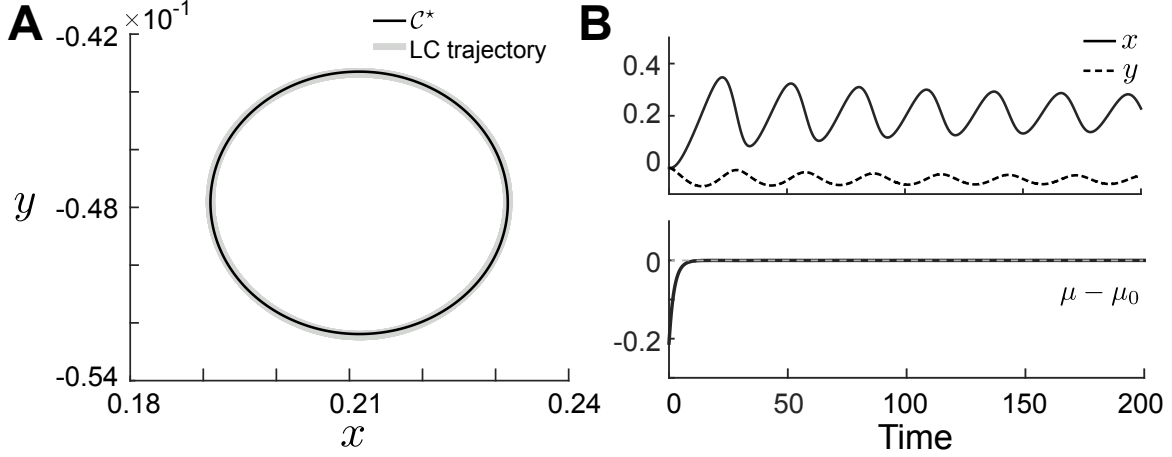 A
×10⁻¹
-0.42
-0.48
-0.54
y
0.18
0.21
0.24
x
𝒞⋆
LC trajectory
B
0.4
0.2
0
x
y
0
-0.2
μ − μ₀
0
50
100
150
200
Time